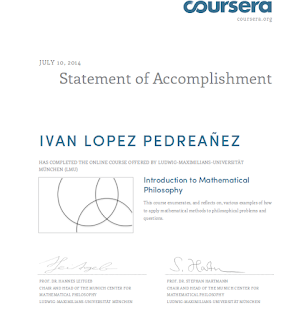 coursera
coursera.org
JULY 10, 2014
Statement of Accomplishment
IVAN LOPEZ PEDREAÑEZ
HAS COMPLETED THE ONLINE COURSE OFFERED BY LUDWIG-MAXIMILIANS-UNIVERSITÄT
MÜNCHEN (LMU)
Introduction to Mathematical
Philosophy
This course enumerates, and reflects on, various examples of how
to apply mathematical methods to philosophical problems and
questions.
PROF. DR. HANNES LEITGEB
CHAIR AND HEAD OF THE MUNICH CENTER FOR
MATHEMATICAL PHILOSOPHY
LUDWIG-MAXIMILIANS-UNIVERSITÄT MÜNCHEN
PROF. DR. STEPHAN HARTMANN
CHAIR AND HEAD OF THE MUNICH CENTER FOR
MATHEMATICAL PHILOSOPHY
LUDWIG-MAXIMILIANS-UNIVERSITÄT MÜNCHEN